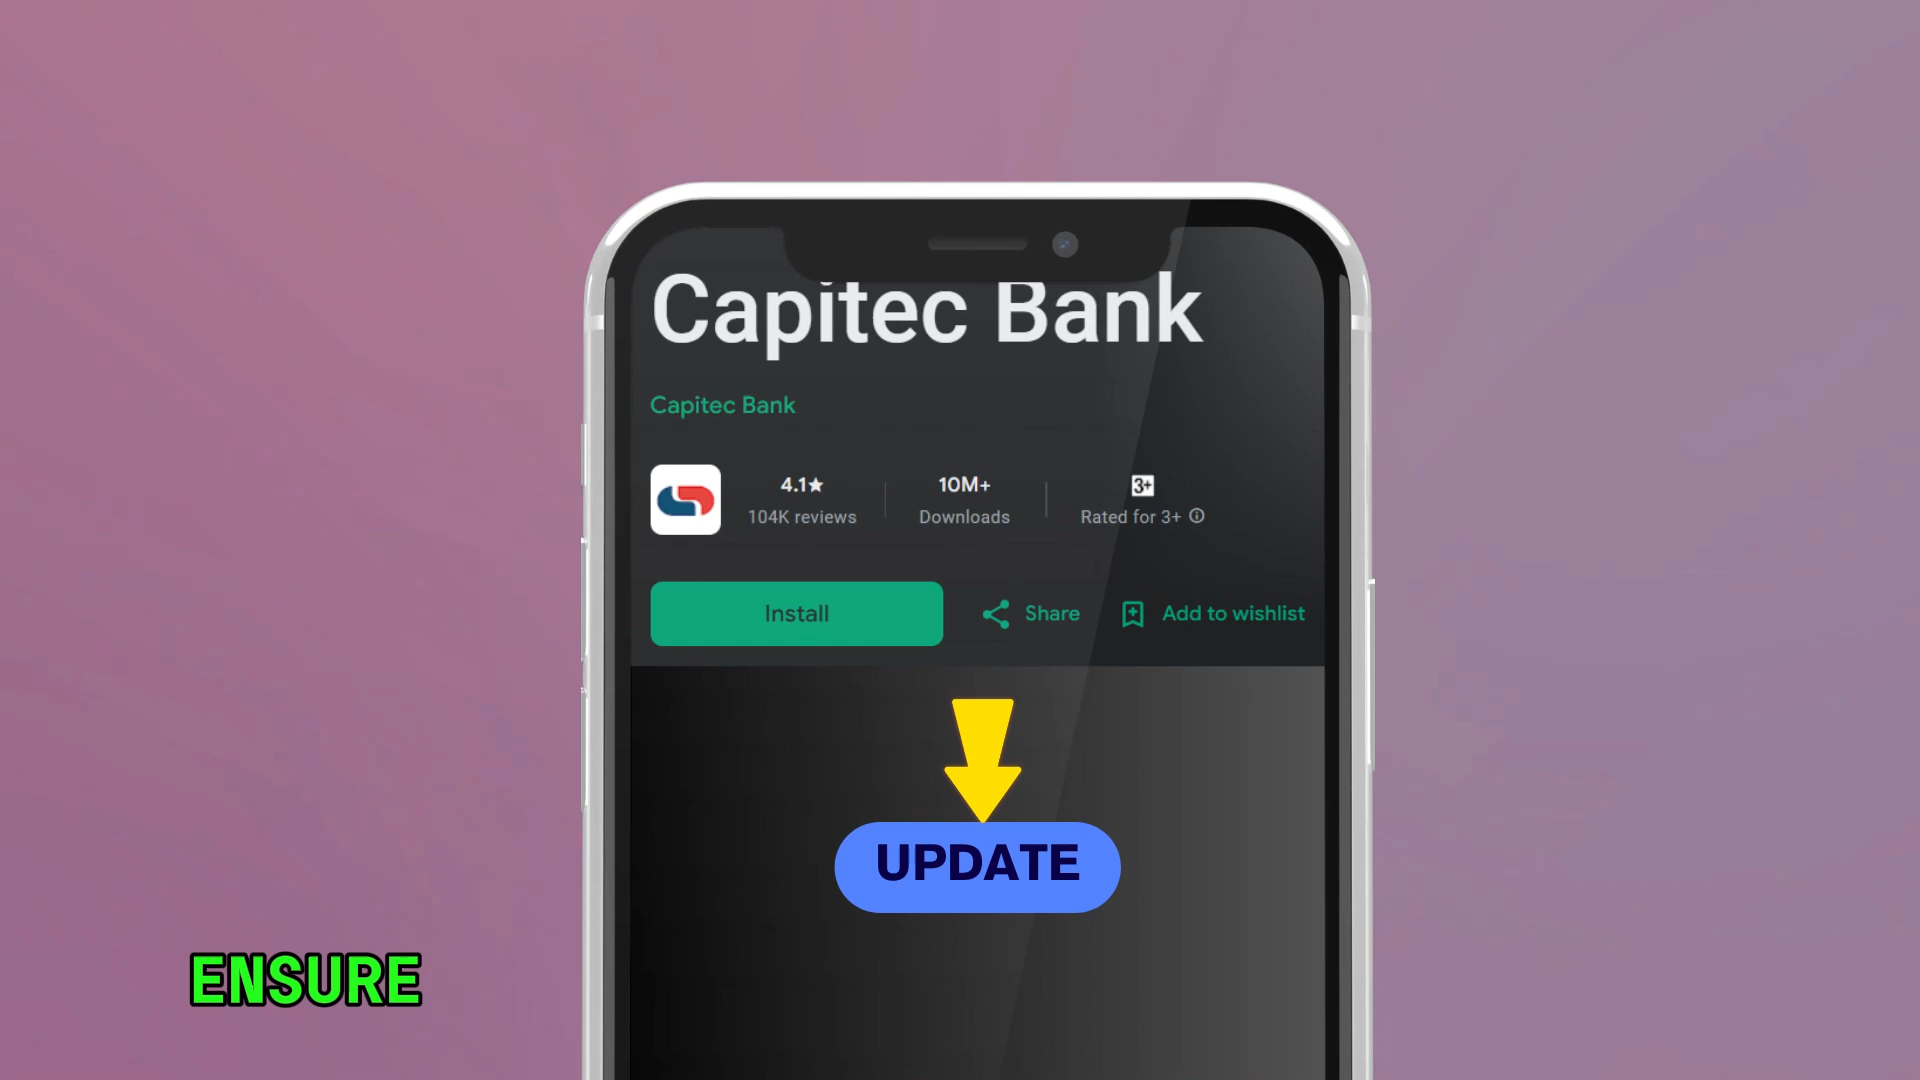 Capitec Bank
Capitec Bank
4.1★
104K reviews
10M+
Downloads
3+
Rated for 3+
Install
Share
Add to wishlist
UPDATE
ENSURE